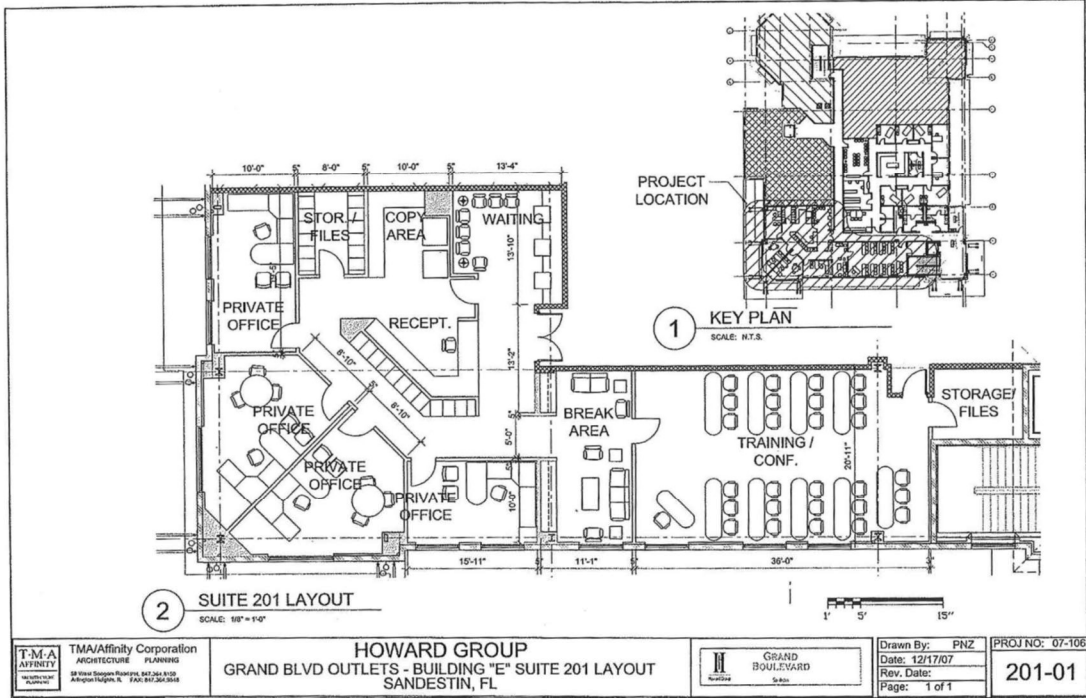 10'-0"
5"
8'-0"
5"
10'-0"
5"
13'-4"
STOR. /
FILES
COPY
AREA
WAITING
13'-10"
PRIVATE
OFFICE
RECEPT.
13'-2"
6'-10"
5"
8'-10"
PRIVATE
OFFICE
PRIVATE
OFFICE
PRIVATE
OFFICE
5"
5'-0"
10'-0"
BREAK
AREA
TRAINING /
CONF.
20'-11"
STORAGE/
FILES
15'-11"
5"
11'-1"
5"
36'-0"
PROJECT
LOCATION
1
KEY PLAN
SCALE: N.T.S.
2
SUITE 201 LAYOUT
SCALE: 1/8" = 1'-0"
1'
5'
15"
T·M·A
AFFINITY
ARCHITECTURE
PLANNING
TMA/Affinity Corporation
ARCHITECTURE PLANNING
HOWARD GROUP
GRAND BLVD OUTLETS - BUILDING "E" SUITE 201 LAYOUT
SANDESTIN, FL
GRAND
BOULEVARD
Drawn By: PNZ
Date: 12/17/07
Rev. Date:
Page: 1 of 1
PROJ NO: 07-106
201-01